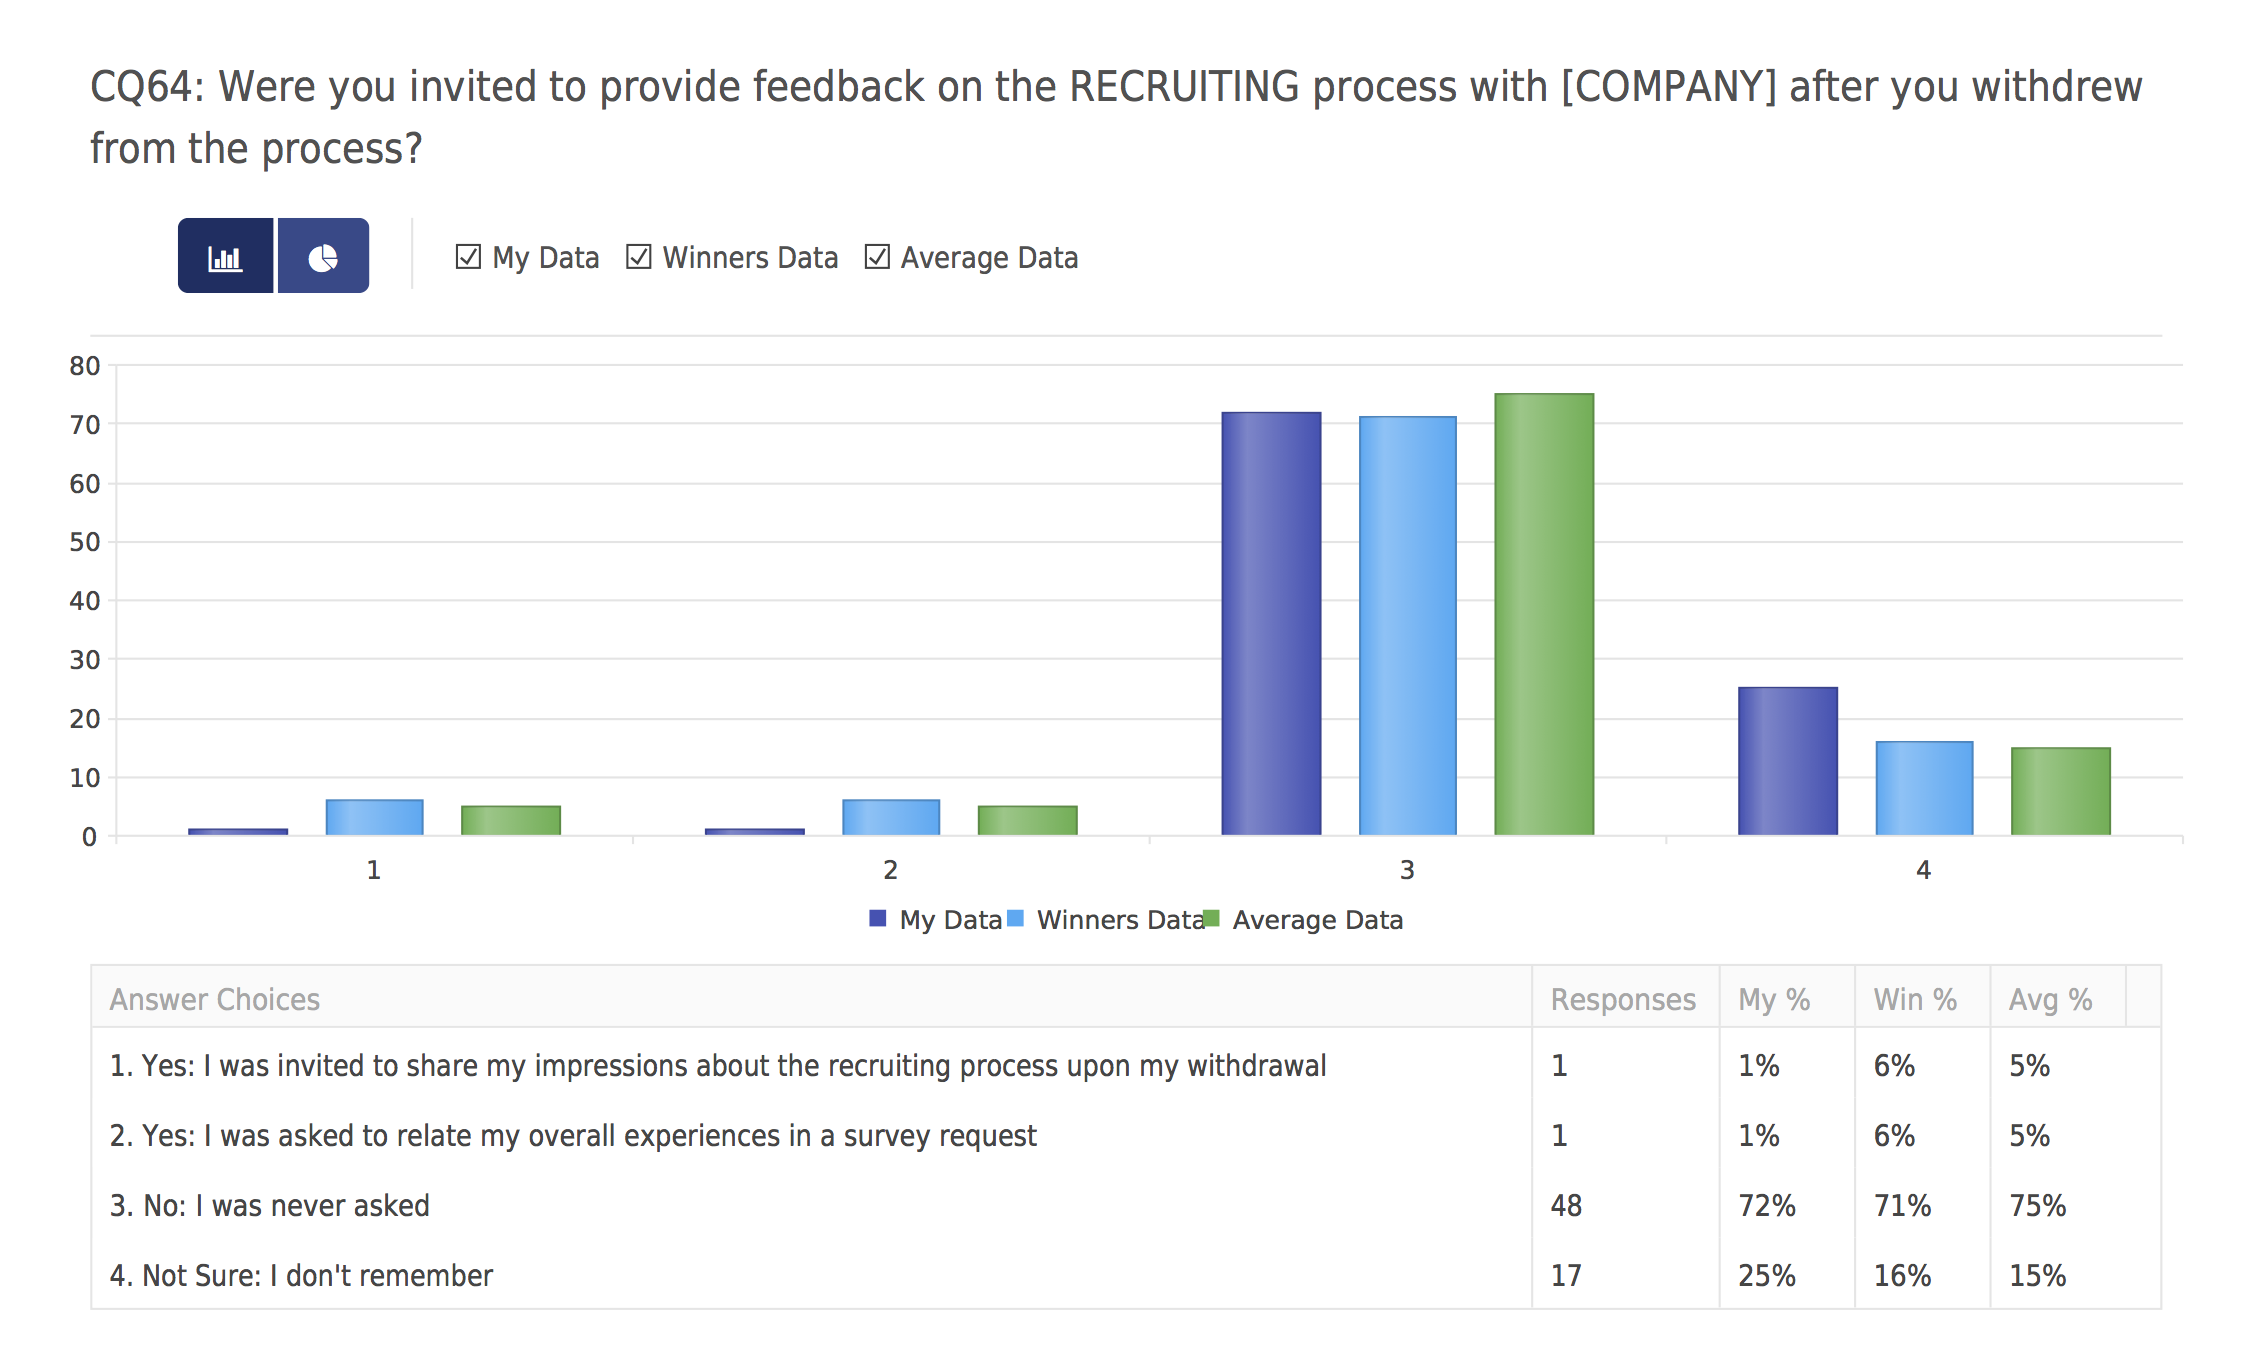 CQ64: Were you invited to provide feedback on the RECRUITING process with [COMPANY] after you withdrew
from the process?
My Data Winners Data Average Data
80
70
60
50
40
30
20
10
0
1 2 3 4
My Data Winners Data Average Data
Answer Choices Responses My % Win % Avg %
1. Yes: I was invited to share my impressions about the recruiting process upon my withdrawal 1 1% 6% 5%
2. Yes: I was asked to relate my overall experiences in a survey request 1 1% 6% 5%
3. No: I was never asked 48 72% 71% 75%
4. Not Sure: I don't remember 17 25% 16% 15%